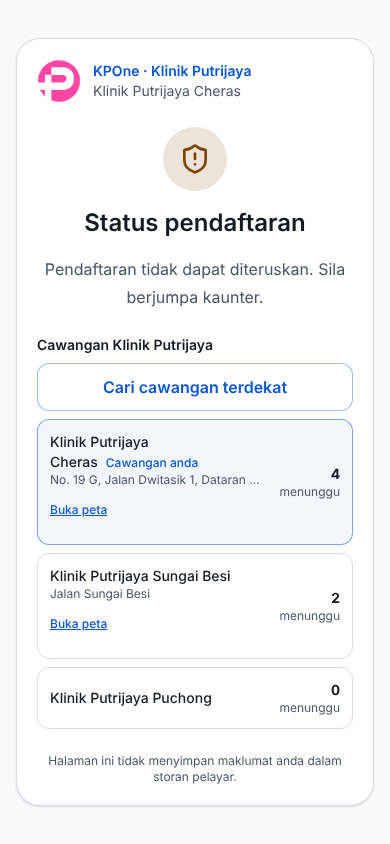 KPOne · Klinik Putrijaya
Klinik Putrijaya Cheras
Status pendaftaran
Pendaftaran tidak dapat diteruskan. Sila
berjumpa kaunter.
Cawangan Klinik Putrijaya
Cari cawangan terdekat
Klinik Putrijaya
Cheras Cawangan anda
No. 19 G, Jalan Dwitasik 1, Dataran ...
Buka peta
4
menunggu
Klinik Putrijaya Sungai Besi
Jalan Sungai Besi
Buka peta
2
menunggu
Klinik Putrijaya Puchong
0
menunggu
Halaman ini tidak menyimpan maklumat anda dalam
storan pelayar.